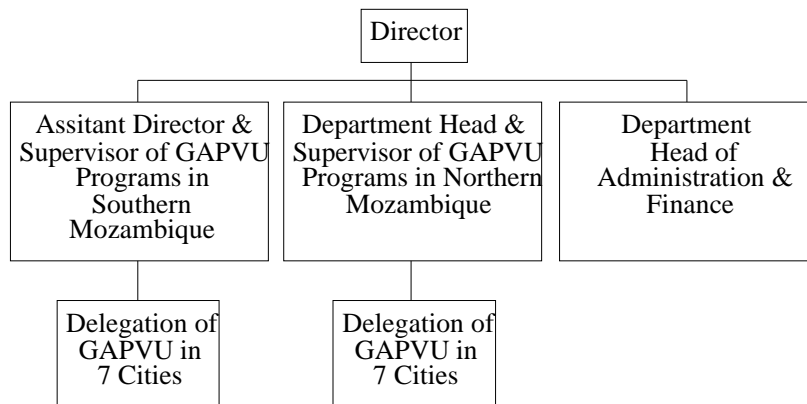 Director
Assitant Director &
Supervisor of GAPVU
Programs in
Southern
Mozambique
Department Head &
Supervisor of GAPVU
Programs in Northern
Mozambique
Department
Head of
Administration &
Finance
Delegation of
GAPVU in
7 Cities
Delegation of
GAPVU in
7 Cities